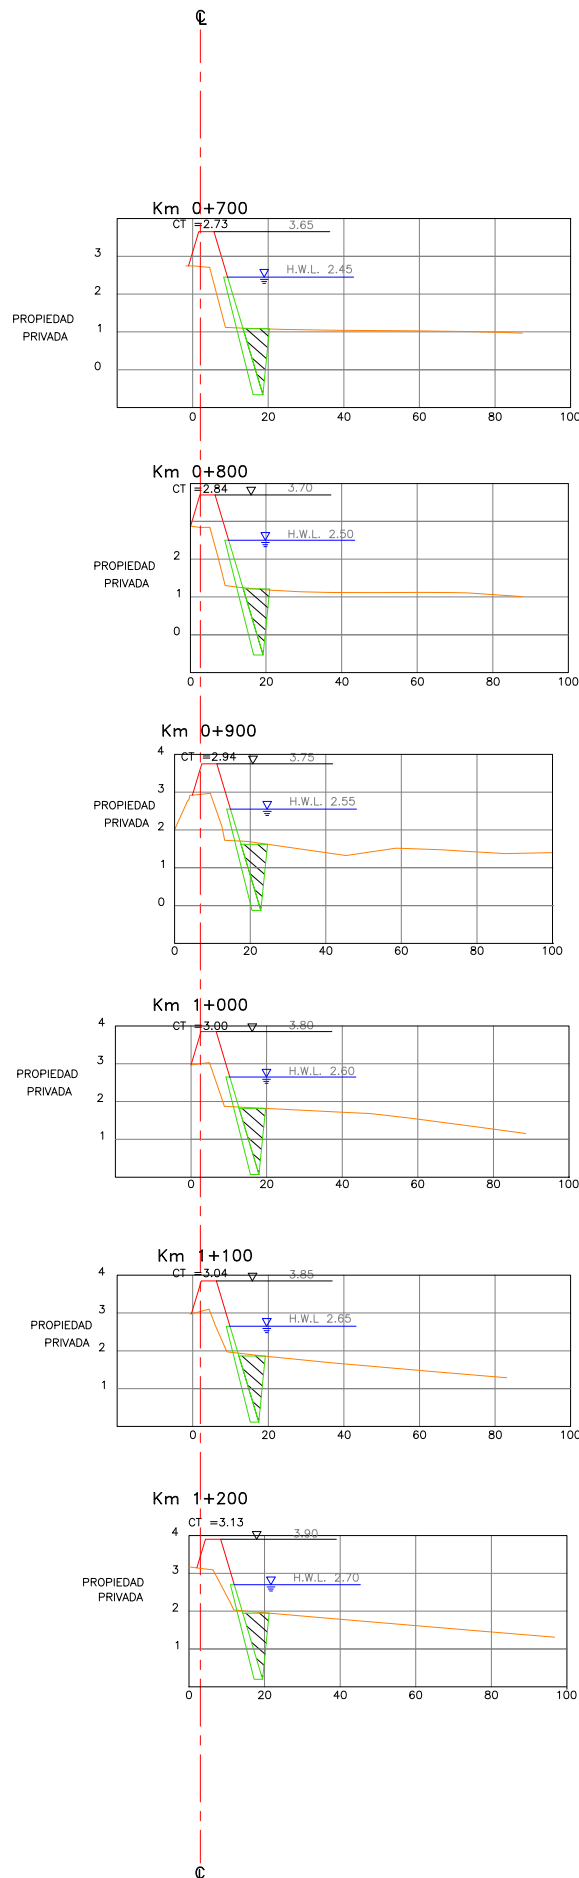 ℄
Km 0+700
CT =2.73
3.65
3
H.W.L. 2.45
2
PROPIEDAD
PRIVADA
1
0
0 20 40 60 80 100
Km 0+800
CT =2.84
3.70
H.W.L. 2.50
2
PROPIEDAD
PRIVADA
1
0
0 20 40 60 80 100
Km 0+900
4
CT =2.94
3.75
3
H.W.L. 2.55
PROPIEDAD
PRIVADA
2
1
0
0 20 40 60 80 100
Km 1+000
4
CT =3.00
3.80
3
H.W.L. 2.60
PROPIEDAD
PRIVADA
2
1
0 20 40 60 80 100
Km 1+100
4
CT =3.04
3.85
3
H.W.L 2.65
PROPIEDAD
PRIVADA
2
1
0 20 40 60 80 100
Km 1+200
CT =3.13
4
3.90
3
H.W.L. 2.70
PROPIEDAD
PRIVADA
2
1
0 20 40 60 80 100
℄